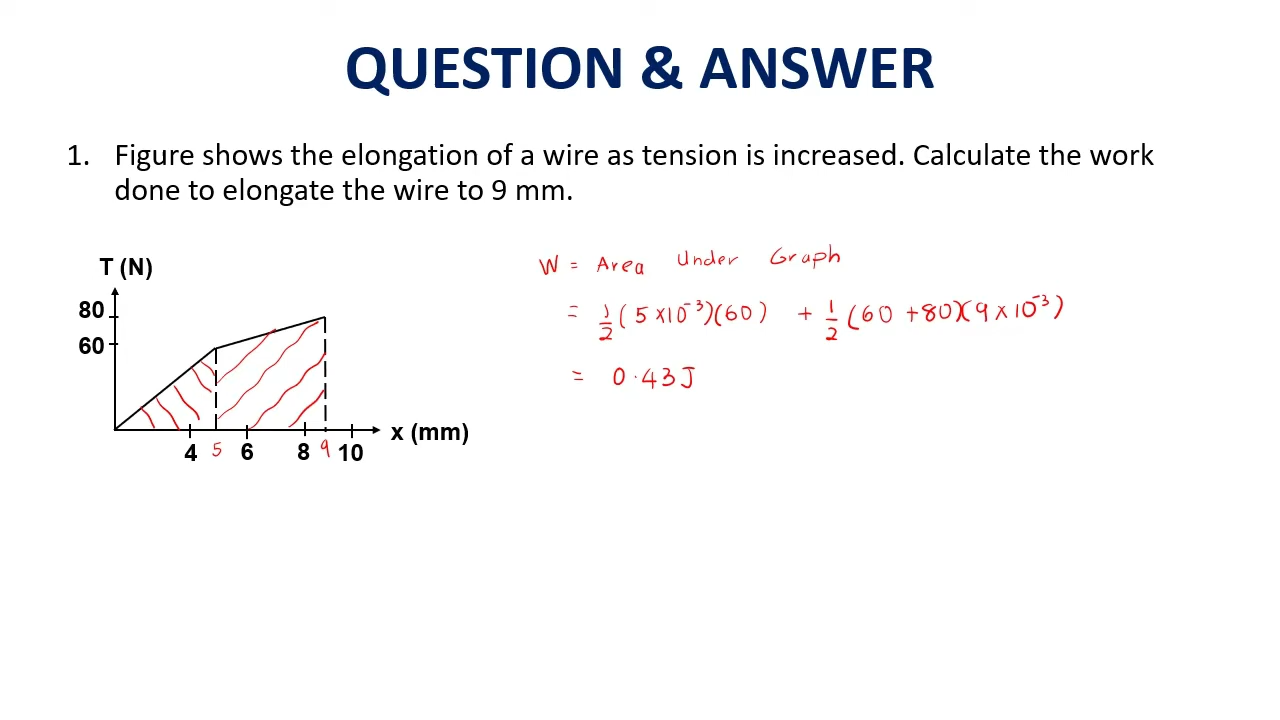 QUESTION & ANSWER
1. Figure shows the elongation of a wire as tension is increased. Calculate the work
done to elongate the wire to 9 mm.
T (N)
80
60
4 5 6 8 9 10
x (mm)
W = Area Under Graph
= 1/2 (5 x 10⁻³)(60) + 1/2 (60 + 80)(9 x 10⁻³)
= 0.43 J